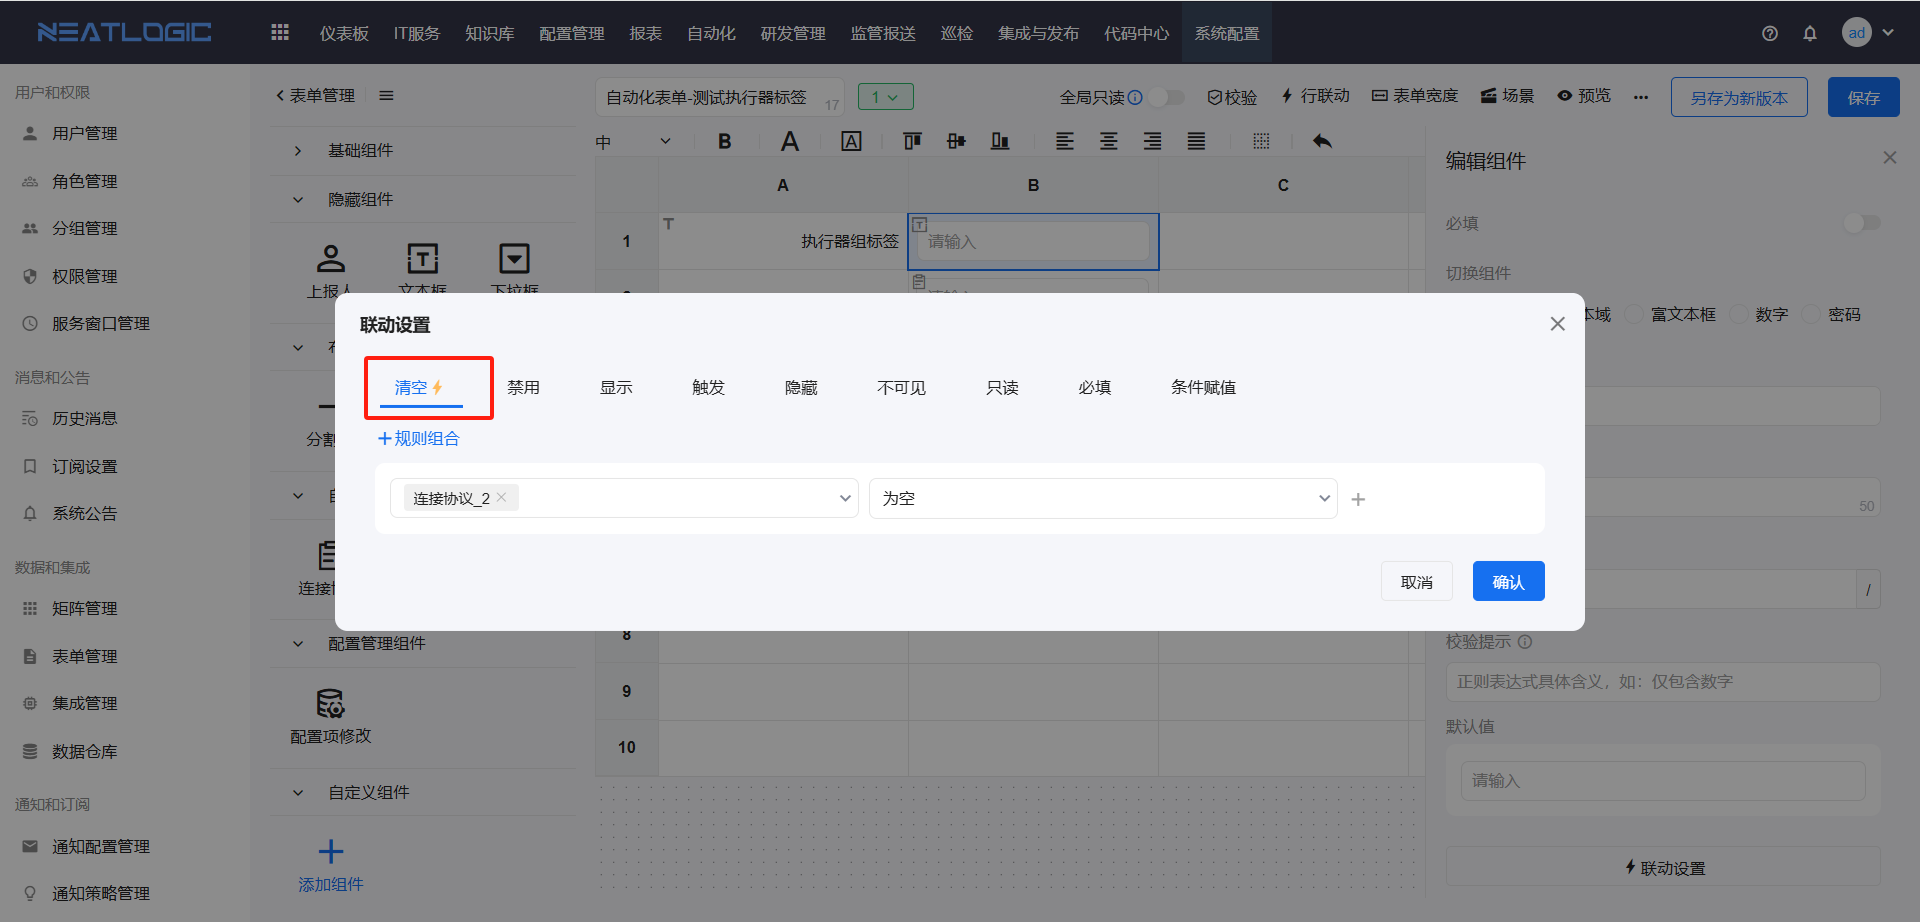 NEATLOGIC
仪表板 IT服务 知识库 配置管理 报表 自动化 研发管理 监管报送 巡检 集成与发布 代码中心 系统配置
ad
用户和权限
用户管理
角色管理
分组管理
权限管理
服务窗口管理
消息和公告
历史消息
订阅设置
系统公告
数据和集成
矩阵管理
表单管理
集成管理
数据仓库
通知和订阅
通知配置管理
通知策略管理
表单管理
基础组件
隐藏组件
上报人 文本框 下拉框
分割
连接
配置管理组件
配置项修改
自定义组件
添加组件
自动化表单-测试执行器标签 17
1
全局只读 校验 行联动 表单宽度 场景 预览 ...
另存为新版本
保存
中 B A A
A B C
1
执行器组标签
请输入
8
9
10
编辑组件
必填
切换组件
本域 富文本框 数字 密码
50
/
校验提示
正则表达式具体含义，如：仅包含数字
默认值
请输入
联动设置
联动设置
清空 禁用 显示 触发 隐藏 不可见 只读 必填 条件赋值
规则组合
连接协议_2
为空
取消
确认